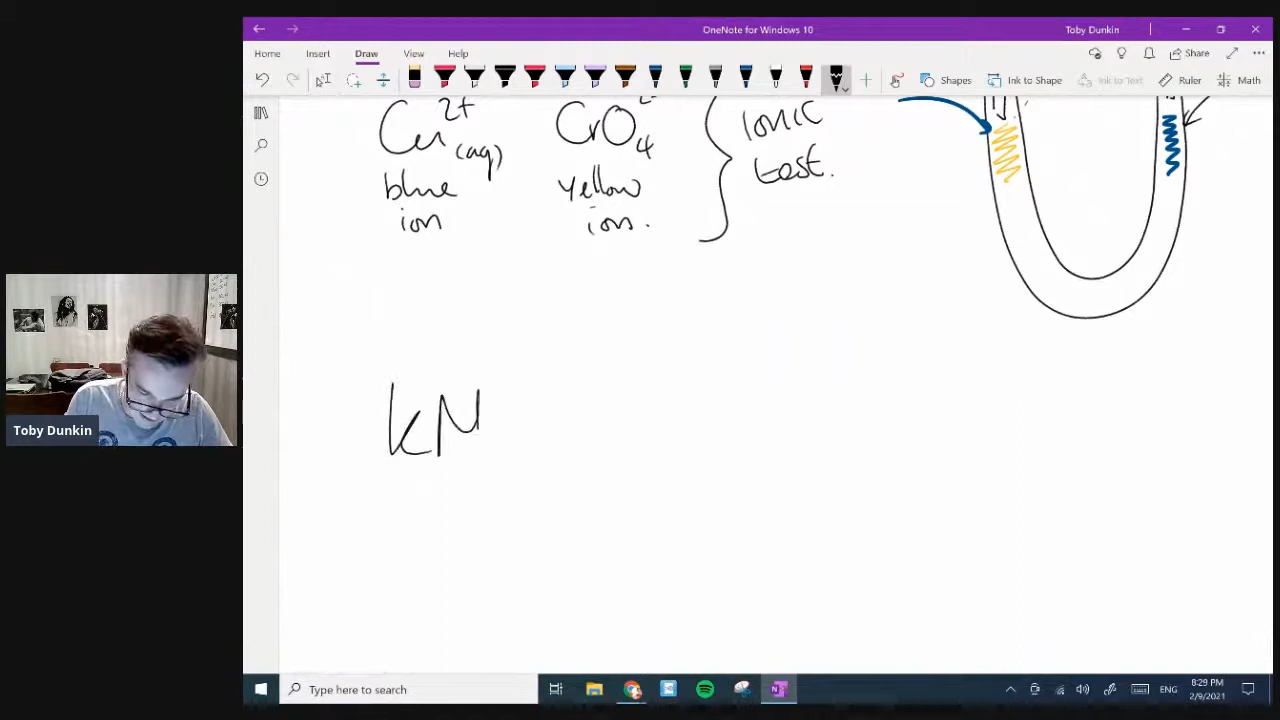 OneNote for Windows 10
Toby Dunkin
Home Insert Draw View Help
Share
Shapes
Ink to Shape
Ink to Text
Ruler
Math
Cu 2+ (aq)
blue
ion
CrO4 2-
yellow
ions.
ionic
test.
kM
Toby Dunkin
Type here to search
ENG
8:29 PM
2/9/2021